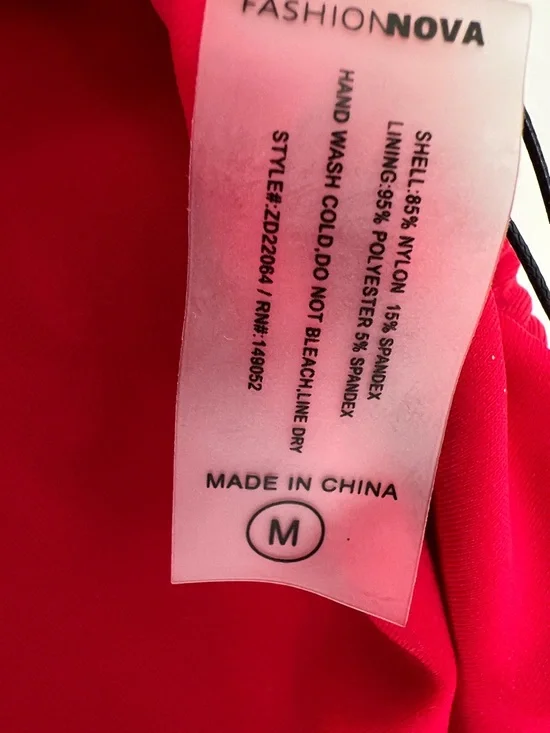 FASHIONNOVA
SHELL:85% NYLON 15% SPANDEX
LINING:95% POLYESTER 5% SPANDEX
HAND WASH COLD,DO NOT BLEACH,LINE DRY
STYLE#:ZD22064 / RN#:149052
MADE IN CHINA
M